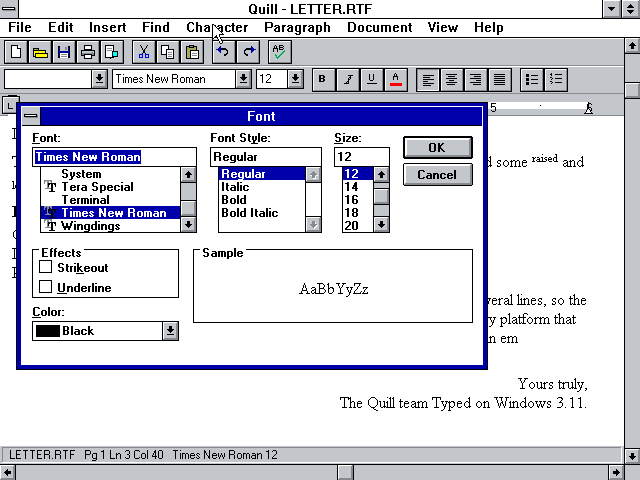 Quill - LETTER.RTF
File Edit Insert Find Character Paragraph Document View Help
Times New Roman 12 B I U A
L 5 6
Font
Font: Font Style: Size:
Times New Roman Regular 12 OK
System Regular 12 Cancel
Tera Special Italic 14
Terminal Bold 16
Times New Roman Bold Italic 18
Wingdings 20
Effects Sample
Strikeout
Underline
AaBbYyZz
Color:
Black
d some raised and
veral lines, so the
y platform that
n em
Yours truly,
The Quill team Typed on Windows 3.11.
LETTER.RTF Pg 1 Ln 3 Col 40 Times New Roman 12